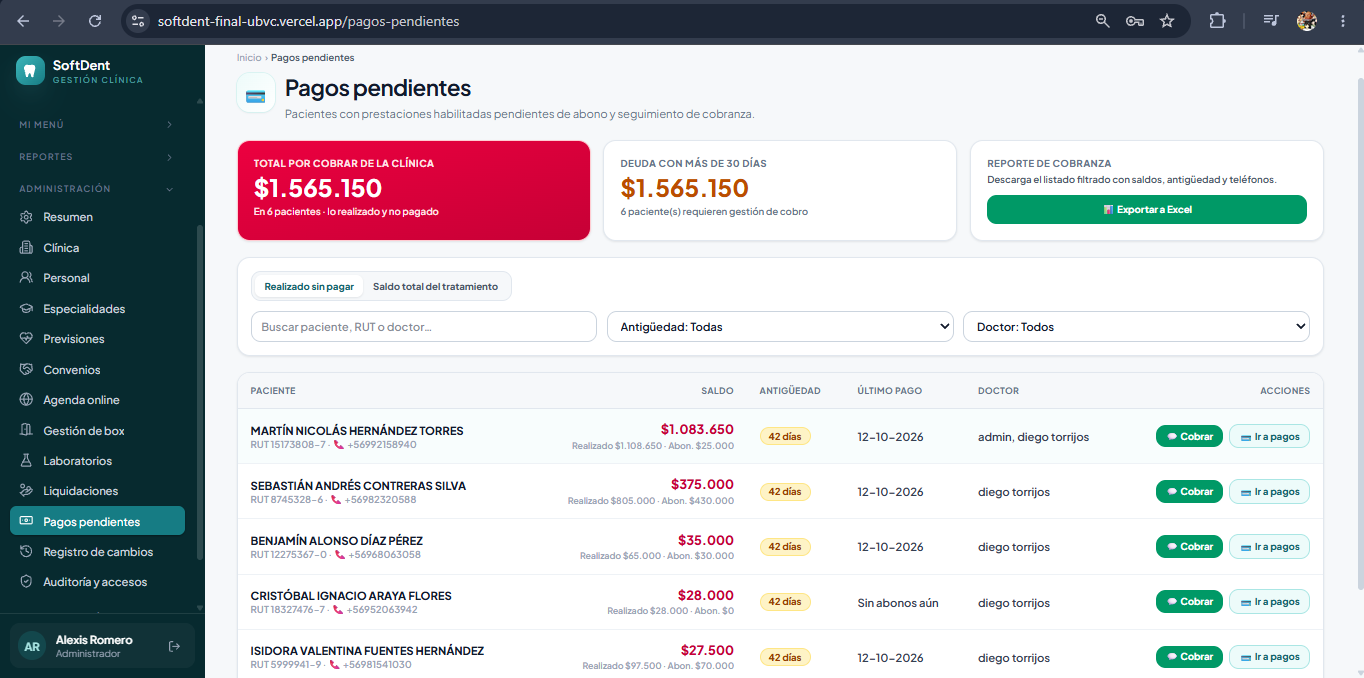 softdent-final-ubvc.vercel.app/pagos-pendientes
SoftDent
GESTIÓN CLÍNICA
MI MENÚ
REPORTES
ADMINISTRACIÓN
Resumen
Clínica
Personal
Especialidades
Previsiones
Convenios
Agenda online
Gestión de box
Laboratorios
Liquidaciones
Pagos pendientes
Registro de cambios
Auditoría y accesos
AR
Alexis Romero
Administrador
Inicio › Pagos pendientes
Pagos pendientes
Pacientes con prestaciones habilitadas pendientes de abono y seguimiento de cobranza.
TOTAL POR COBRAR DE LA CLÍNICA
$1.565.150
En 6 pacientes · lo realizado y no pagado
DEUDA CON MÁS DE 30 DÍAS
$1.565.150
6 paciente(s) requieren gestión de cobro
REPORTE DE COBRANZA
Descarga el listado filtrado con saldos, antigüedad y teléfonos.
Exportar a Excel
Realizado sin pagar Saldo total del tratamiento
Buscar paciente, RUT o doctor... Antigüedad: Todas Doctor: Todos
PACIENTE SALDO ANTIGÜEDAD ÚLTIMO PAGO DOCTOR ACCIONES
MARTÍN NICOLÁS HERNÁNDEZ TORRES $1.083.650 42 días 12-10-2026 admin, diego torrijos Cobrar Ir a pagos
RUT 15173808-7 · +56992158940 Realizado $1.108.650 · Abon. $25.000
SEBASTIÁN ANDRÉS CONTRERAS SILVA $375.000 42 días 12-10-2026 diego torrijos Cobrar Ir a pagos
RUT 8745328-6 · +56982320588 Realizado $805.000 · Abon. $430.000
BENJAMÍN ALONSO DÍAZ PÉREZ $35.000 42 días 12-10-2026 diego torrijos Cobrar Ir a pagos
RUT 12275367-0 · +56968063058 Realizado $65.000 · Abon. $30.000
CRISTÓBAL IGNACIO ARAYA FLORES $28.000 42 días Sin abonos aún diego torrijos Cobrar Ir a pagos
RUT 18327476-7 · +56952063942 Realizado $28.000 · Abon. $0
ISIDORA VALENTINA FUENTES HERNÁNDEZ $27.500 42 días 12-10-2026 diego torrijos Cobrar Ir a pagos
RUT 5999941-9 · +56981541030 Realizado $97.500 · Abon. $70.000